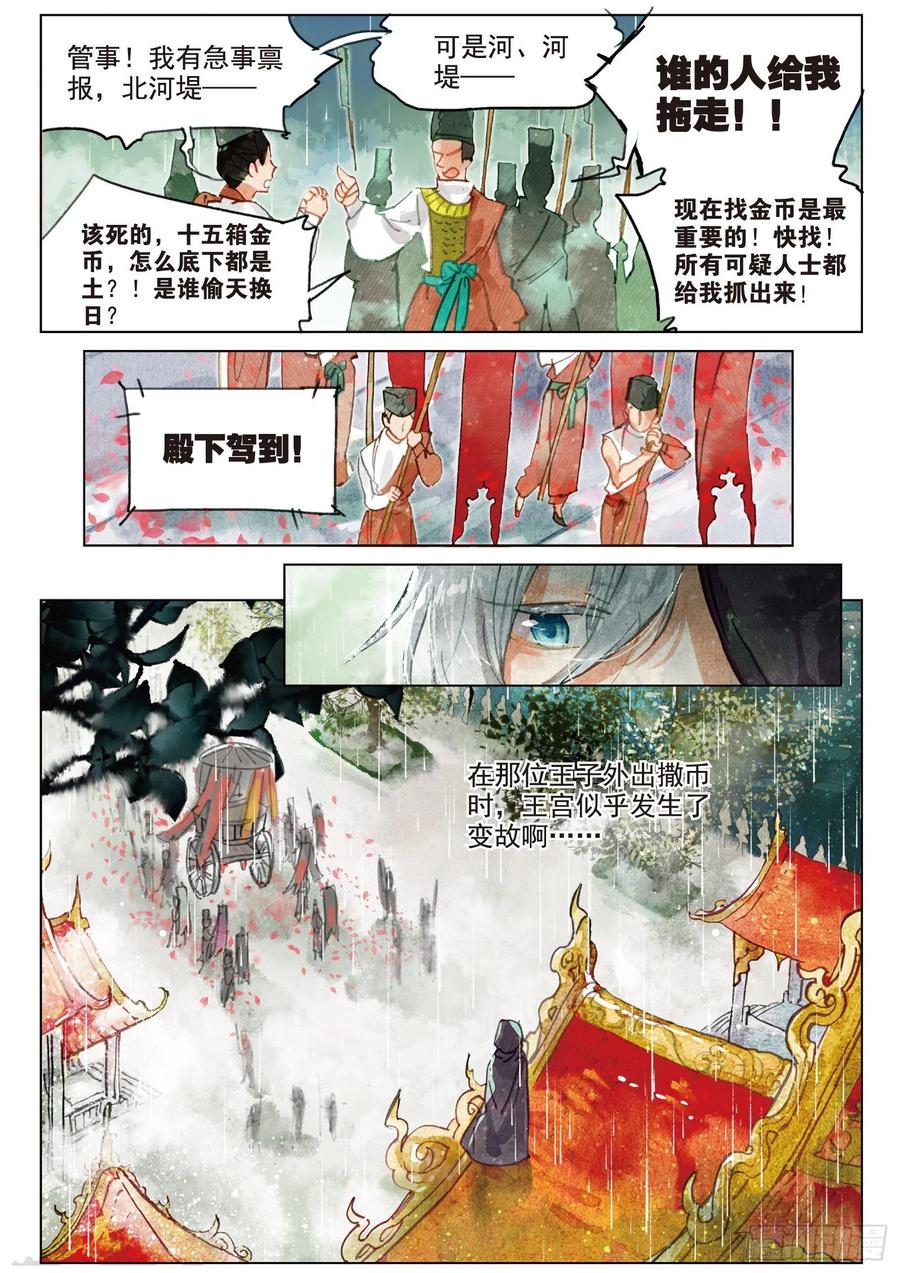 管事！我有急事禀
报，北河堤——
该死的，十五箱金
币，怎么底下都是
土？！是谁偷天换
日？
可是河、河
堤——
谁的人给我
拖走！！
现在找金币是最
重要的！快找！
所有可疑人士都
给我抓出来！
殿下驾到！
在那位王子外出撒币
时，王宫似乎发生了
变故啊……